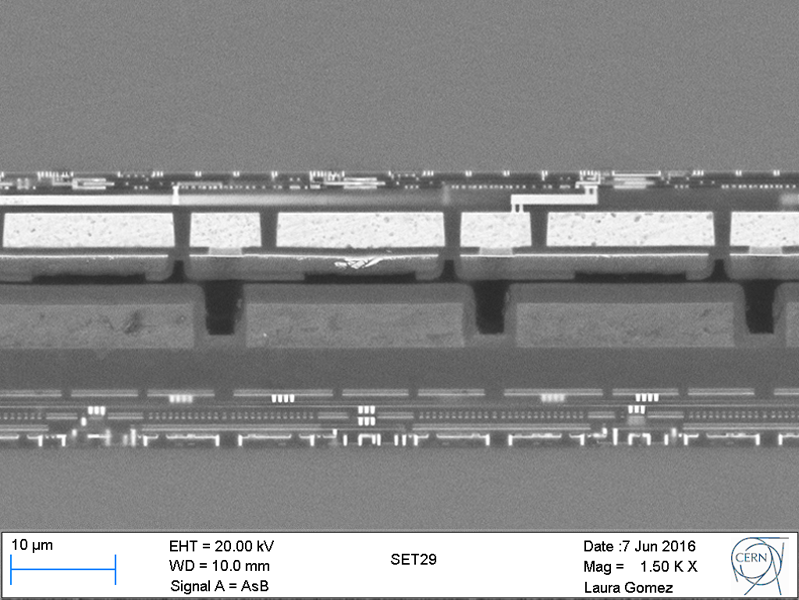 10 µm
EHT = 20.00 kV
WD = 10.0 mm
Signal A = AsB
SET29
Date :7 Jun 2016
Mag = 1.50 K X
Laura Gomez
CERN